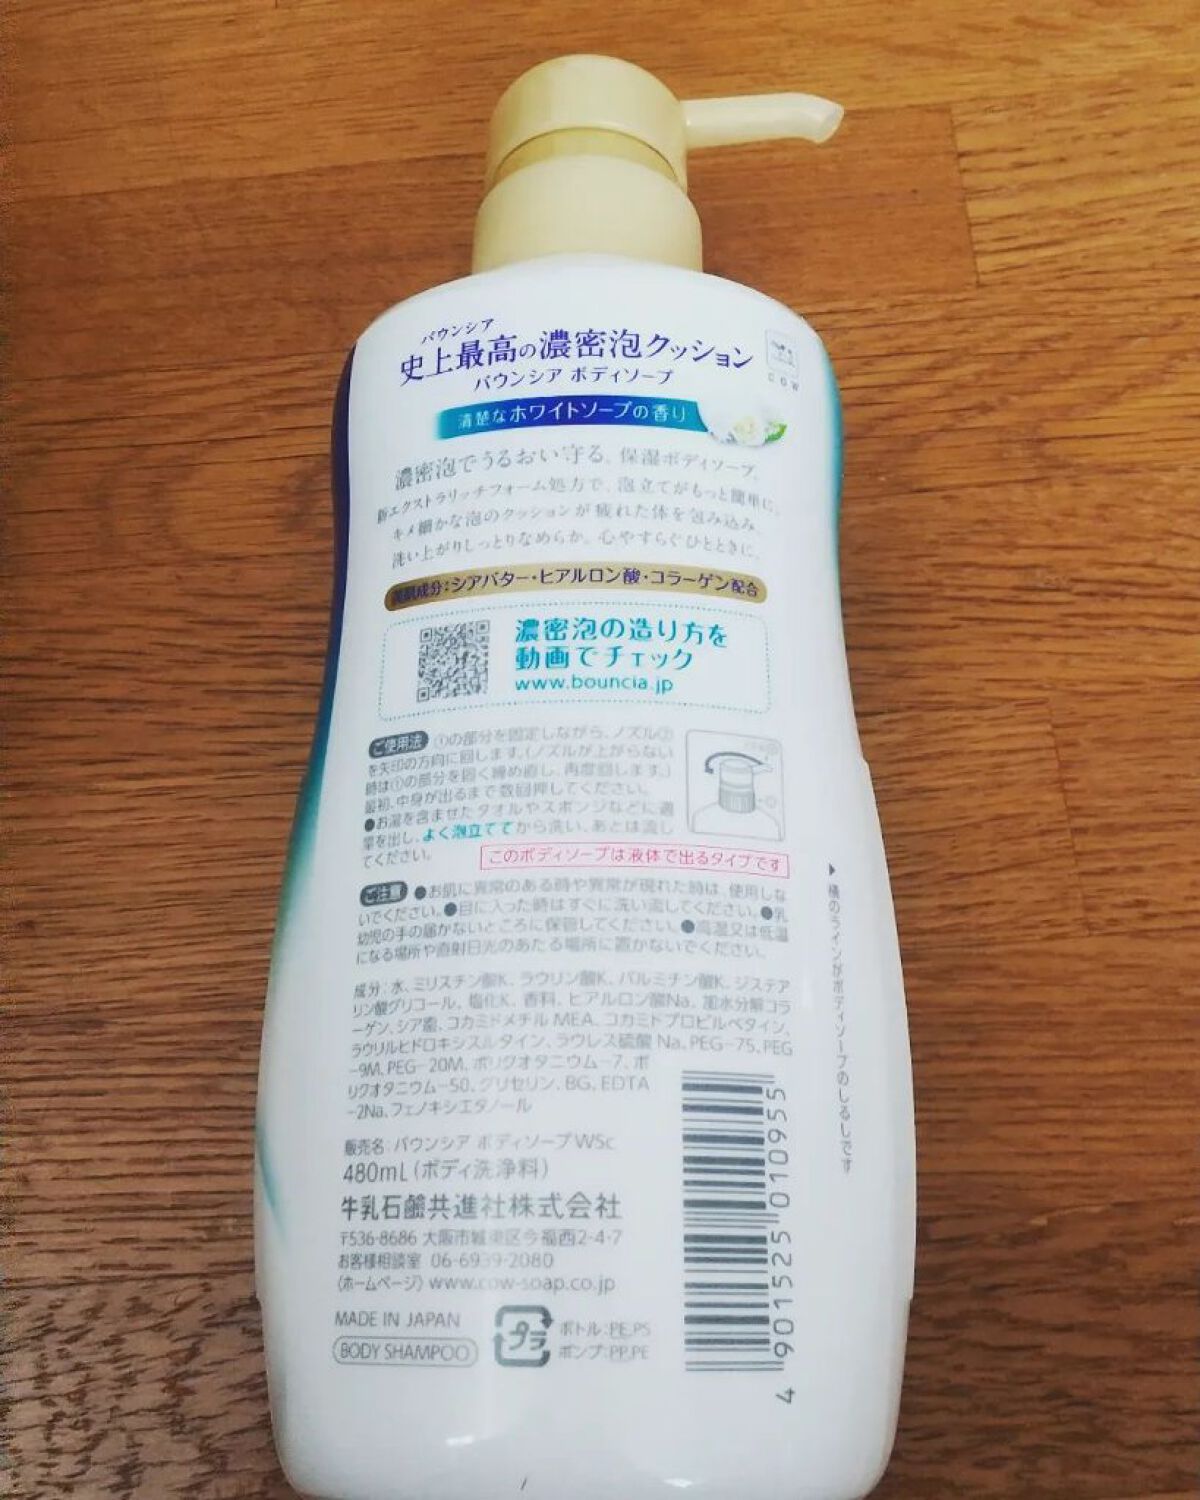 バウンシア
史上最高の濃密泡クッション
バウンシア ボディソープ
COW
清楚なホワイトソープの香り
濃密泡でうるおい守る、保湿ボディソープ。
新エクストラリッチフォーム処方で、泡立てがもっと簡単に。
キメ細かな泡のクッションが疲れた体を包み込み、
洗い上がりしっとりなめらか。心やすらぐひとときに。
美肌成分:シアバター・ヒアルロン酸・コラーゲン配合
濃密泡の造り方を
動画でチェック
www.bouncia.jp
ご使用法 ①の部分を固定しながら、ノズル②
を矢印の方向に回します。(ノズルが上がらない
時は①の部分を固く締め直し、再度回します。)
最初、中身が出るまで数回押してください。
●お湯を含ませたタオルやスポンジなどに適
量を出し、よく泡立ててから洗い、あとは流し
てください。
このボディソープは液体で出るタイプです
ご注意 ●お肌に異常のある時や異常が現れた時は、使用しな
いでください。●目に入った時はすぐに洗い流してください。●乳
幼児の手の届かないところに保管してください。●高温又は低温
になる場所や直射日光のあたる場所に置かないでください。
成分:水、ミリスチン酸K、ラウリン酸K、パルミチン酸K、ジステア
リン酸グリコール、塩化K、香料、ヒアルロン酸Na、加水分解コラ
ーゲン、シア脂、コカミドメチルMEA、コカミドプロピルベタイン、
ラウリルヒドロキシスルタイン、ラウレス硫酸Na、PEG-75、PEG
-9M、PEG-20M、ポリクオタニウム-7、ポ
リクオタニウム-50、グリセリン、BG、EDTA
-2Na、フェノキシエタノール
販売名:バウンシア ボディソープWSc
480mL(ボディ洗浄料)
牛乳石鹼共進社株式会社
〒536-8686 大阪市城東区今福西2-4-7
お客様相談室 06-6939-2080
(ホームページ) www.cow-soap.co.jp
MADE IN JAPAN
BODY SHAMPOO
プラ
ボトル:PE,PS
ポンプ:PP,PE
4 901525 010955
▶横のラインがボディソープのしるしです